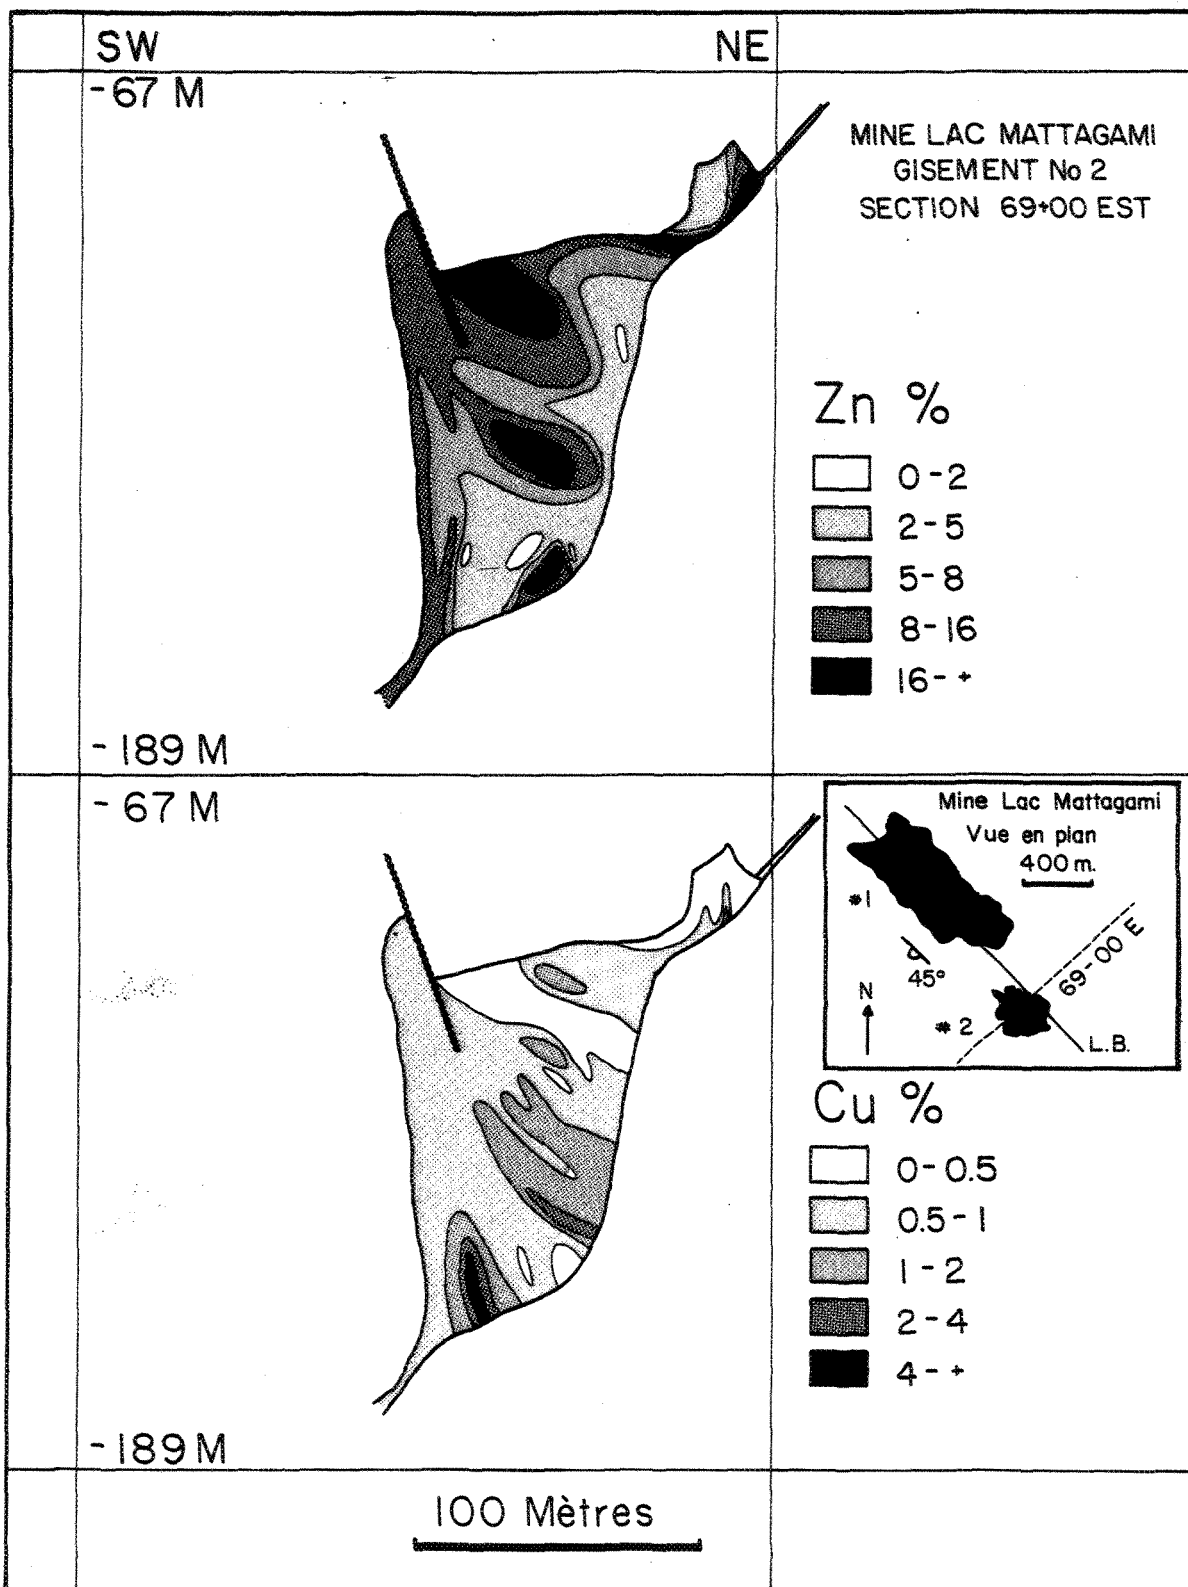 SW
NE
-67 M
MINE LAC MATTAGAMI
GISEMENT No 2
SECTION 69+00 EST
Zn %
0-2
2-5
5-8
8-16
16-+
-189 M
-67 M
Mine Lac Mattagami
Vue en plan
400 m.
#1
45°
69-00 E
N
#2
L.B.
Cu %
0-0.5
0.5-1
1-2
2-4
4-+
-189 M
100 Mètres